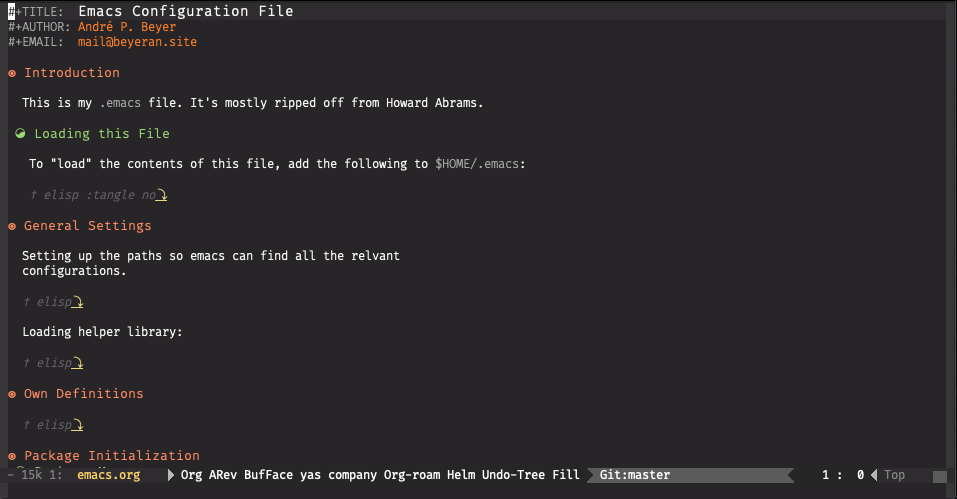 #+TITLE: Emacs Configuration File
#+AUTHOR: André P. Beyer
#+EMAIL: mail@beyeran.site
Introduction
This is my .emacs file. It's mostly ripped off from Howard Abrams.
Loading this File
To "load" the contents of this file, add the following to $HOME/.emacs:
† elisp :tangle no⤵
General Settings
Setting up the paths so emacs can find all the relvant
configurations.
† elisp⤵
Loading helper library:
† elisp⤵
Own Definitions
† elisp⤵
Package Initialization
- 15k 1: emacs.org Org ARev BufFace yas company Org-roam Helm Undo-Tree Fill Git:master 1 : 0 Top